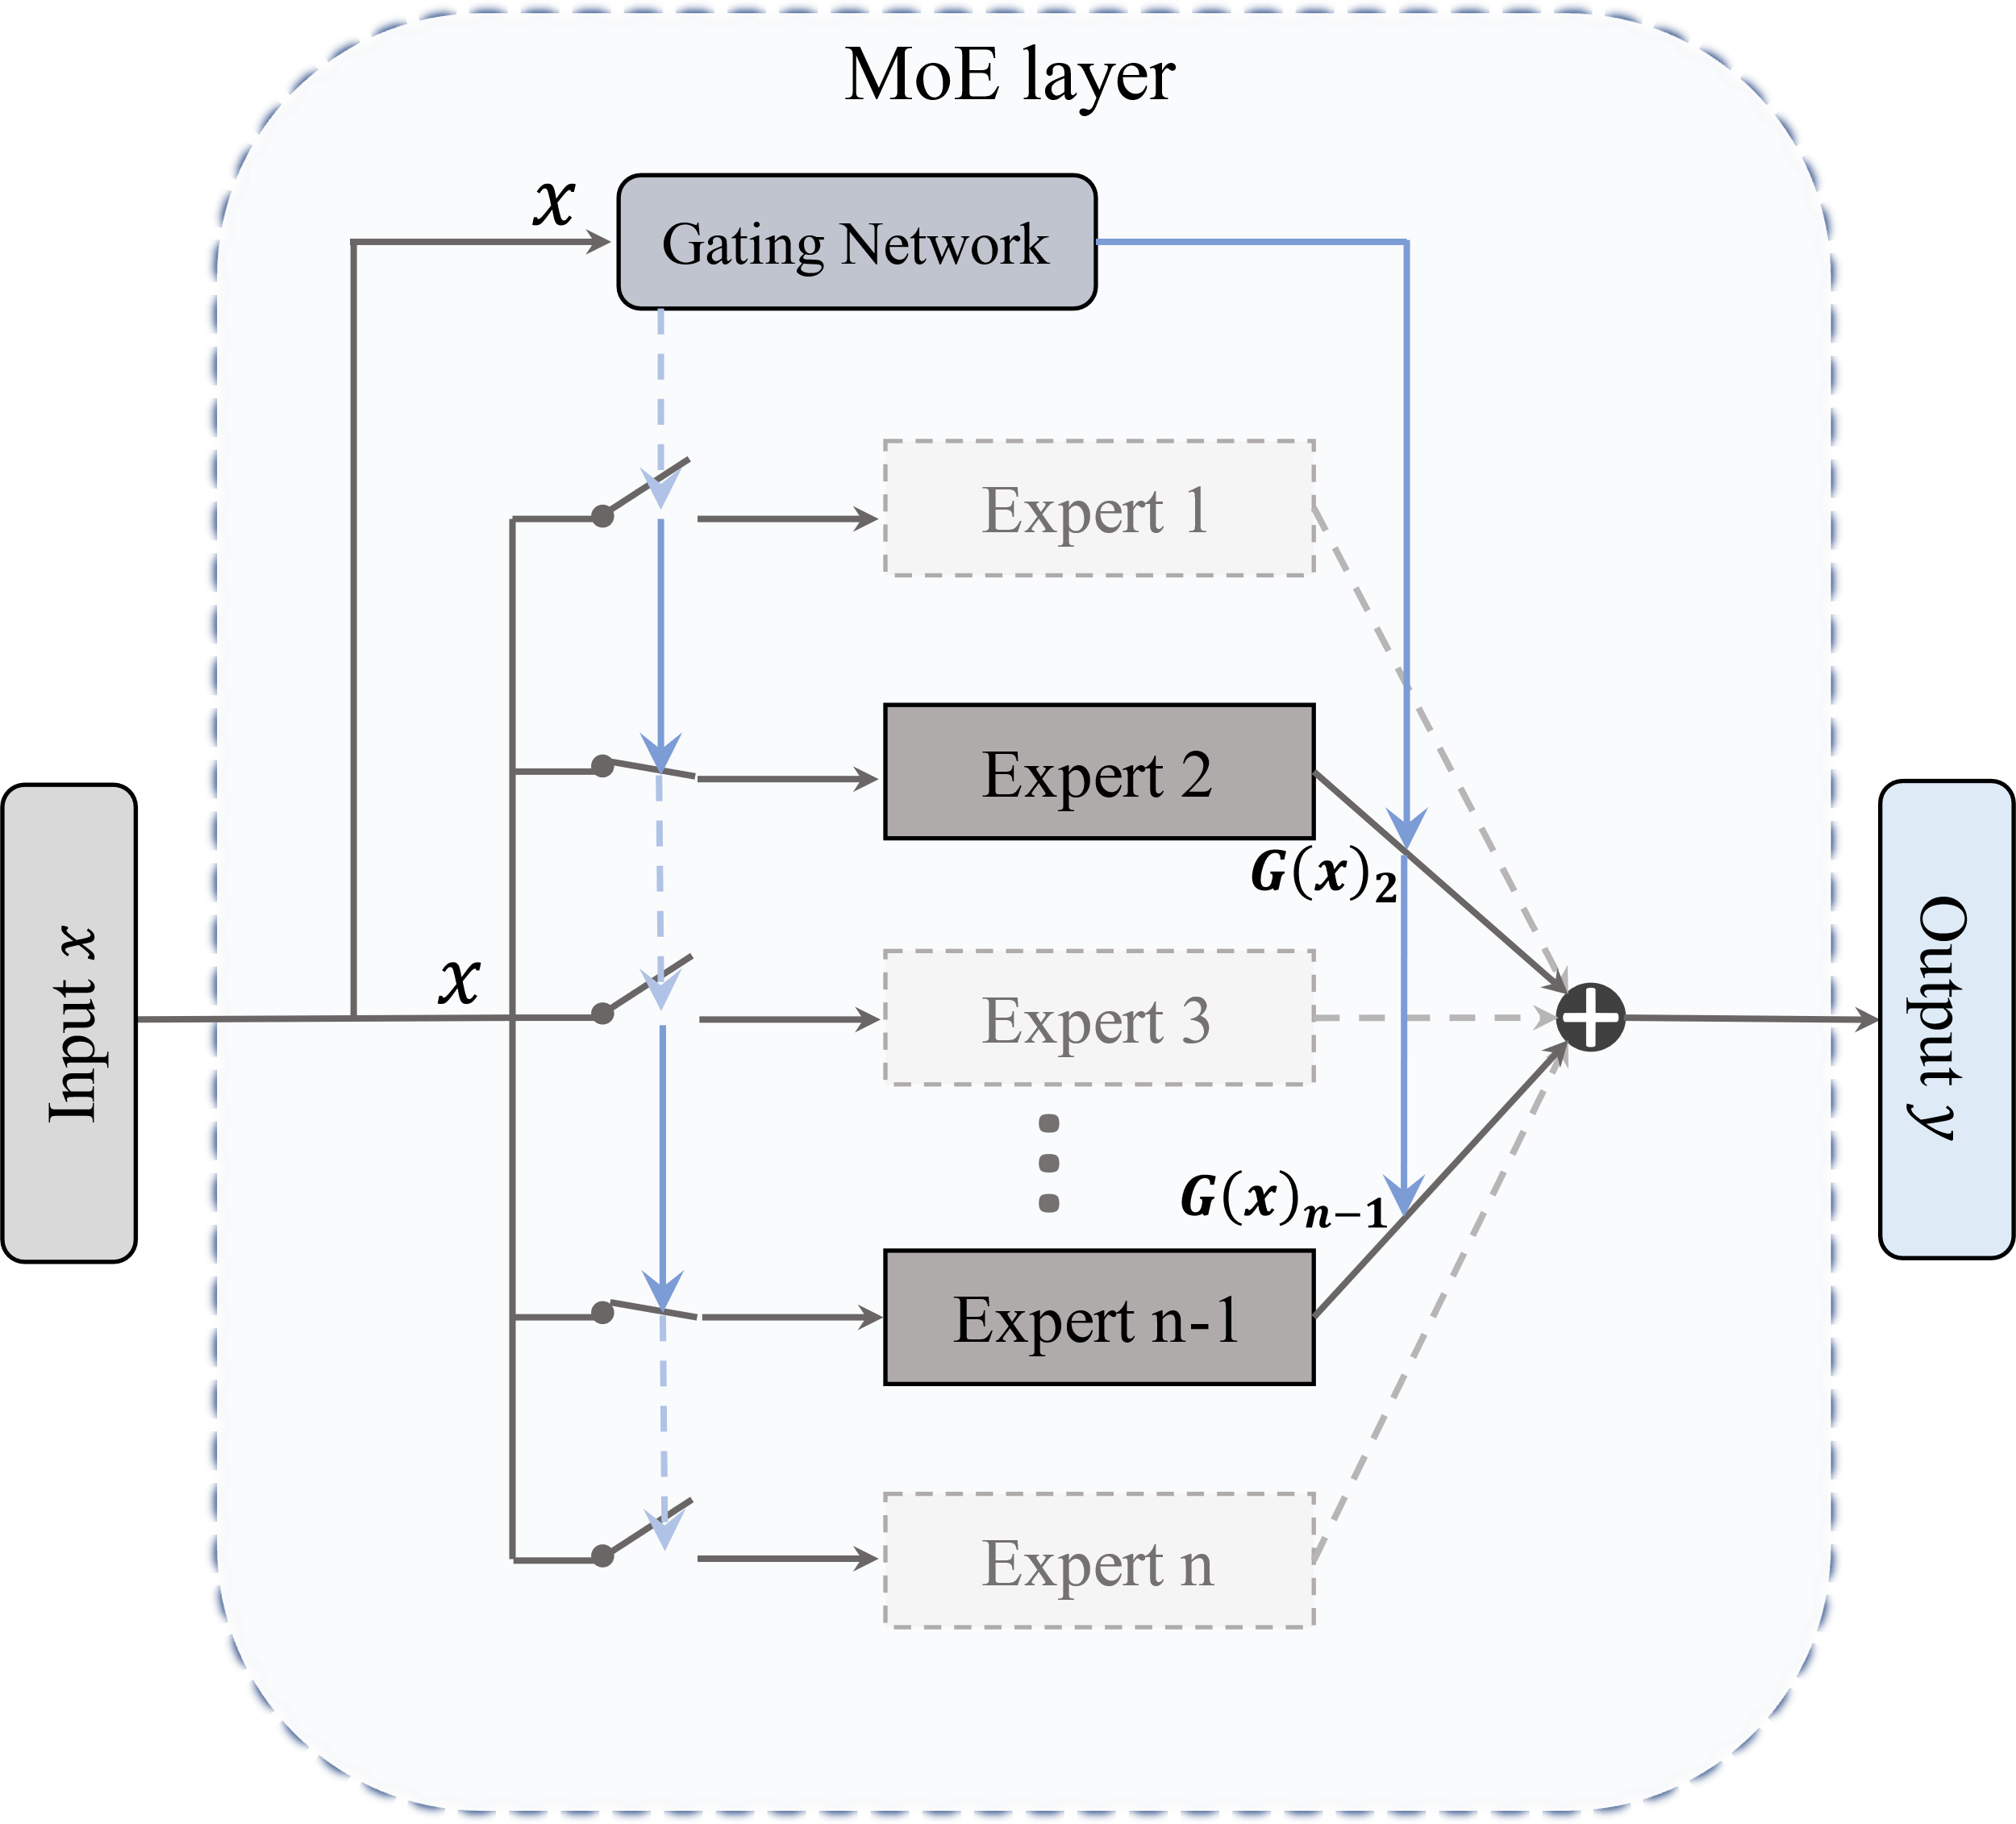 MoE layer
x
Gating Network
Expert 1
Expert 2
G(x)₂
Input x
x
Expert 3
Output y
G(x)ₙ₋₁
Expert n-1
Expert n